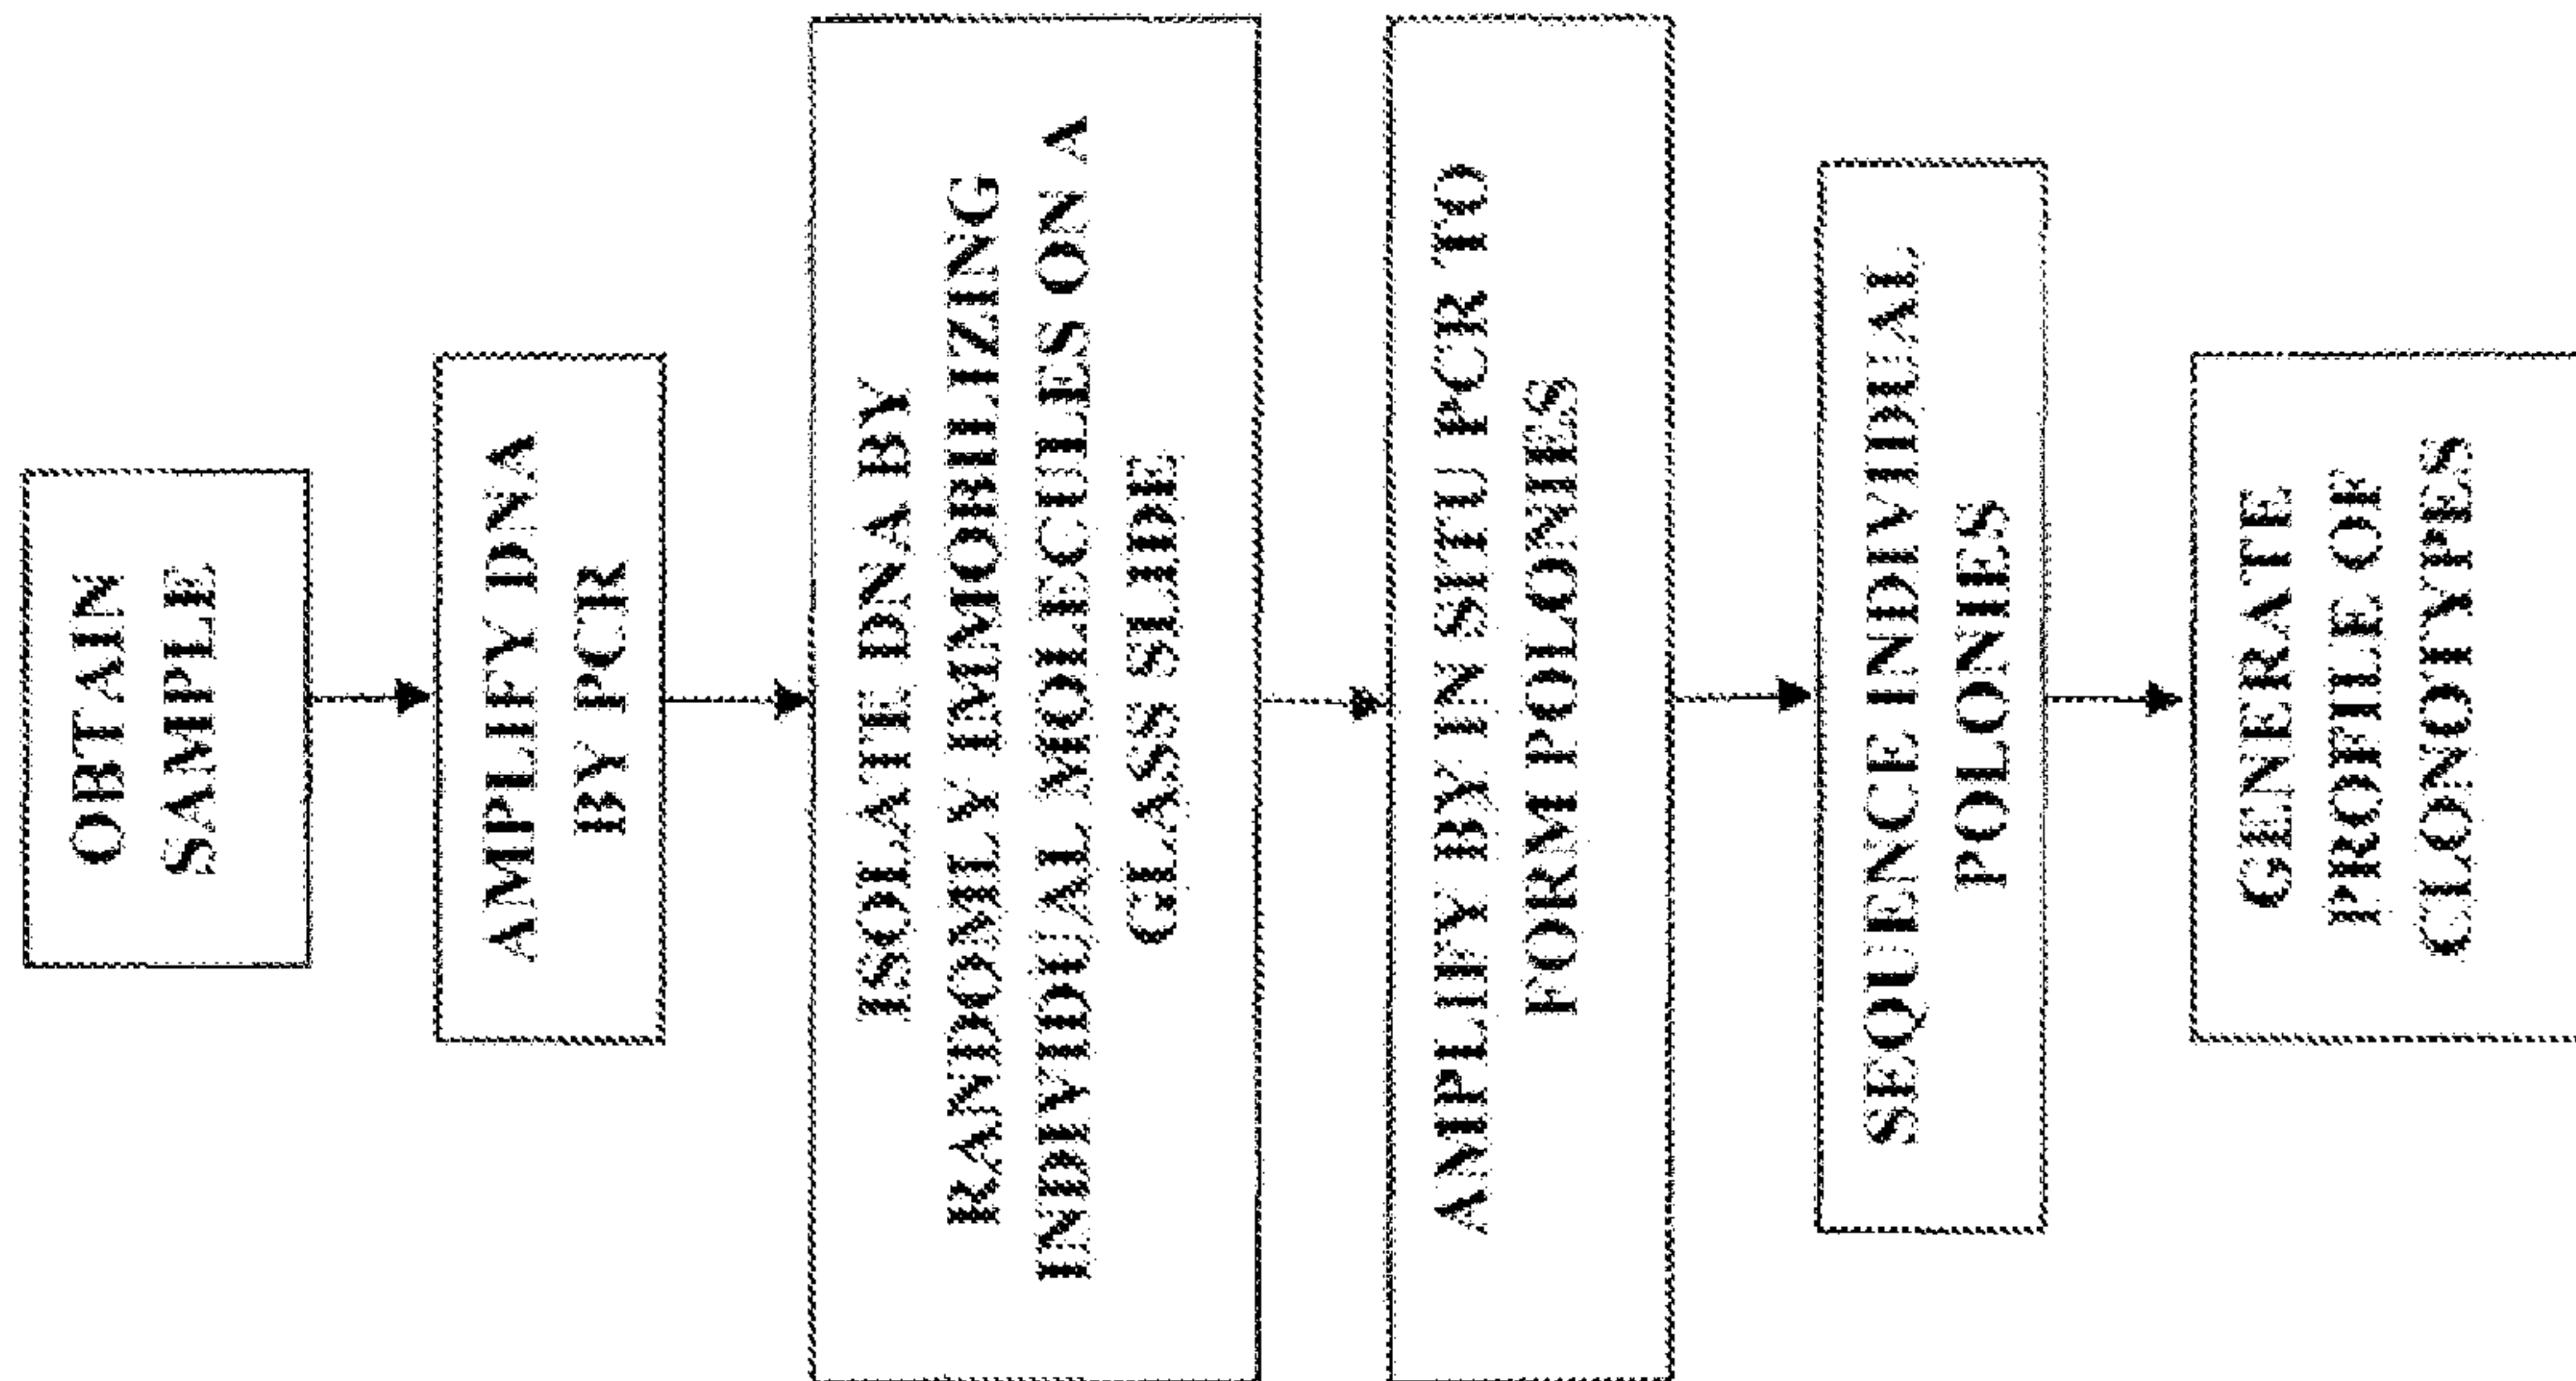 OBTAIN
SAMPLE
AMPLIFY DNA
BY PCR
ISOLATE DNA BY
RANDOMLY IMMOBILIZING
INDIVIDUAL MOLECULES ON A
GLASS SLIDE
AMPLIFY BY IN SITU PCR TO
FORM POLONIES
SEQUENCE INDIVIDUAL
POLONIES
GENERATE
PROFILE OF
CLONOTYPES